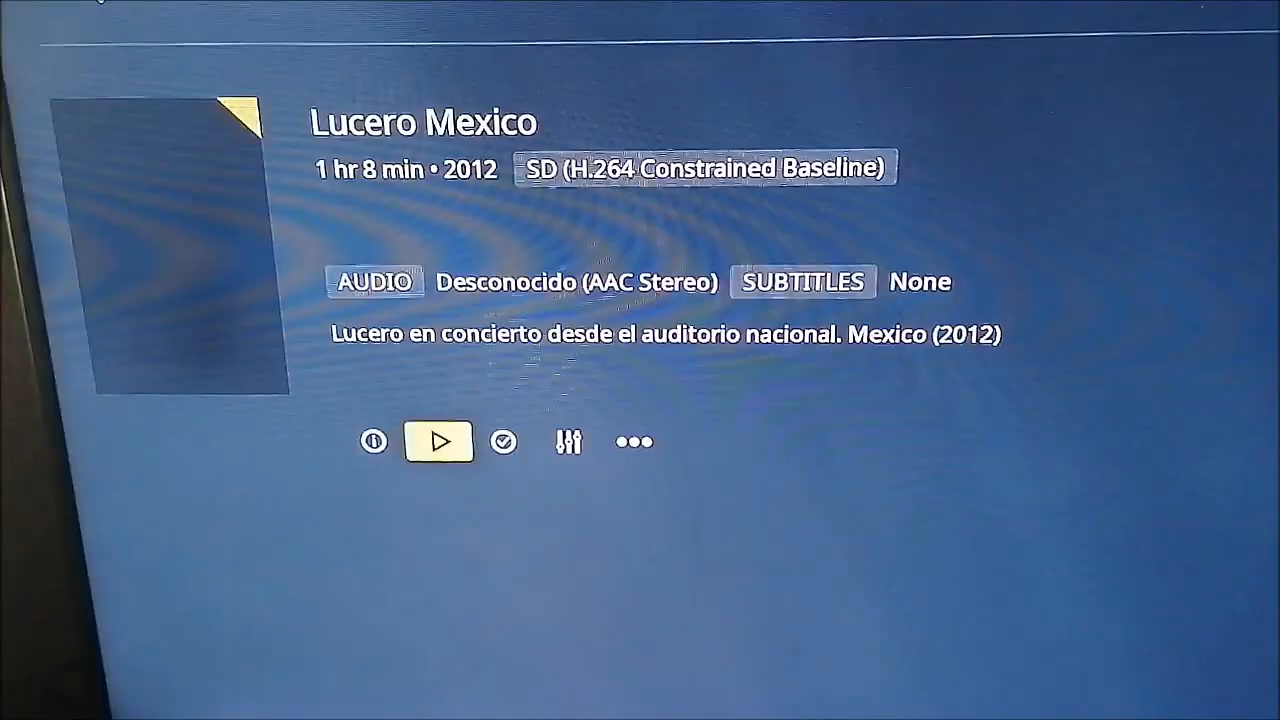 Lucero Mexico
1 hr 8 min • 2012 SD (H.264 Constrained Baseline)
AUDIO Desconocido (AAC Stereo) SUBTITLES None
Lucero en concierto desde el auditorio nacional. Mexico (2012)